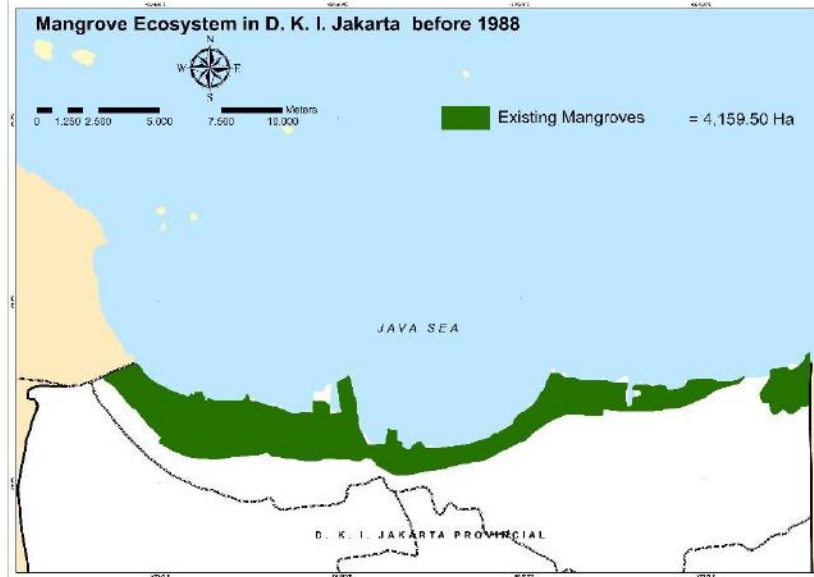 Mangrove Ecosystem in D. K. I. Jakarta before 1988
N
W E
S
Meters
0 1.250 2.500 5.000 7.500 10.000
Existing Mangroves = 4,159.50 Ha
JAVA SEA
D. K. I. JAKARTA PROVINCIAL